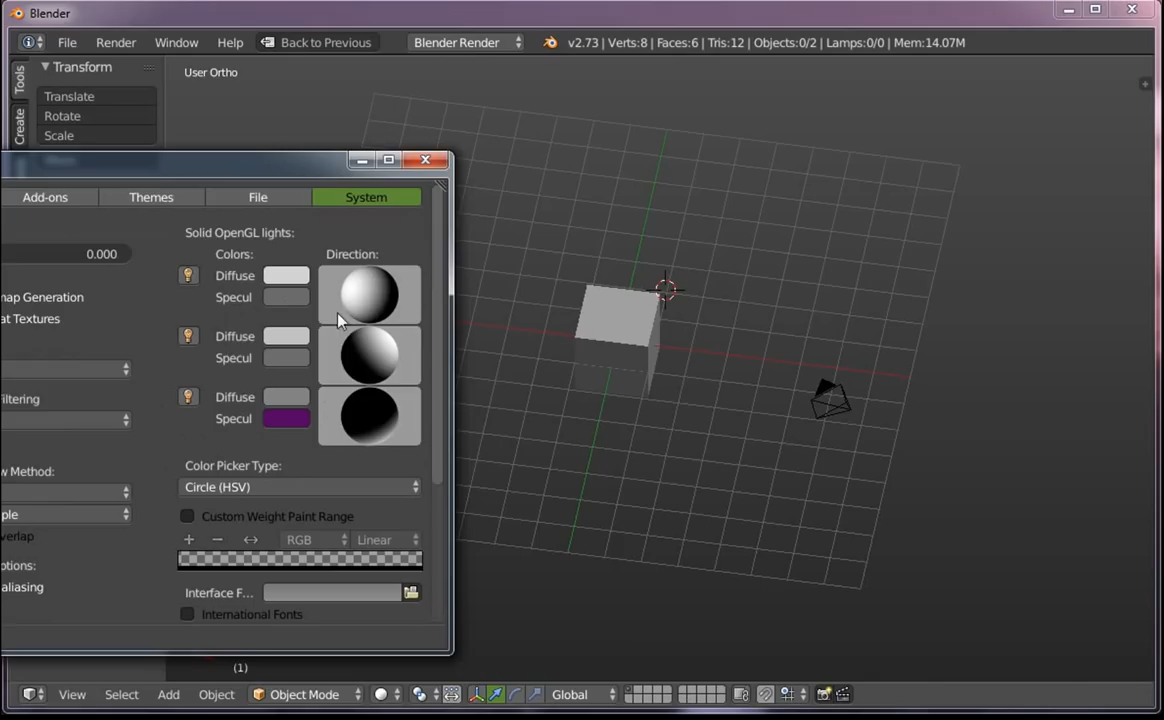 Blender
File Render Window Help Back to Previous Blender Render v2.73 | Verts:8 | Faces:6 | Tris:12 | Objects:0/2 | Lamps:0/0 | Mem:14.07M
Transform
User Ortho
Tools
Translate
Create
Rotate
Scale
Add-ons Themes File System
Solid OpenGL lights:
0.000 Colors: Direction:
Diffuse
map Generation Specul
at Textures
Diffuse
Specul
iltering Diffuse
Specul
Color Picker Type:
w Method: Circle (HSV)
ple Custom Weight Paint Range
verlap RGB Linear
ptions:
aliasing Interface F...
International Fonts
(1)
View Select Add Object Object Mode Global